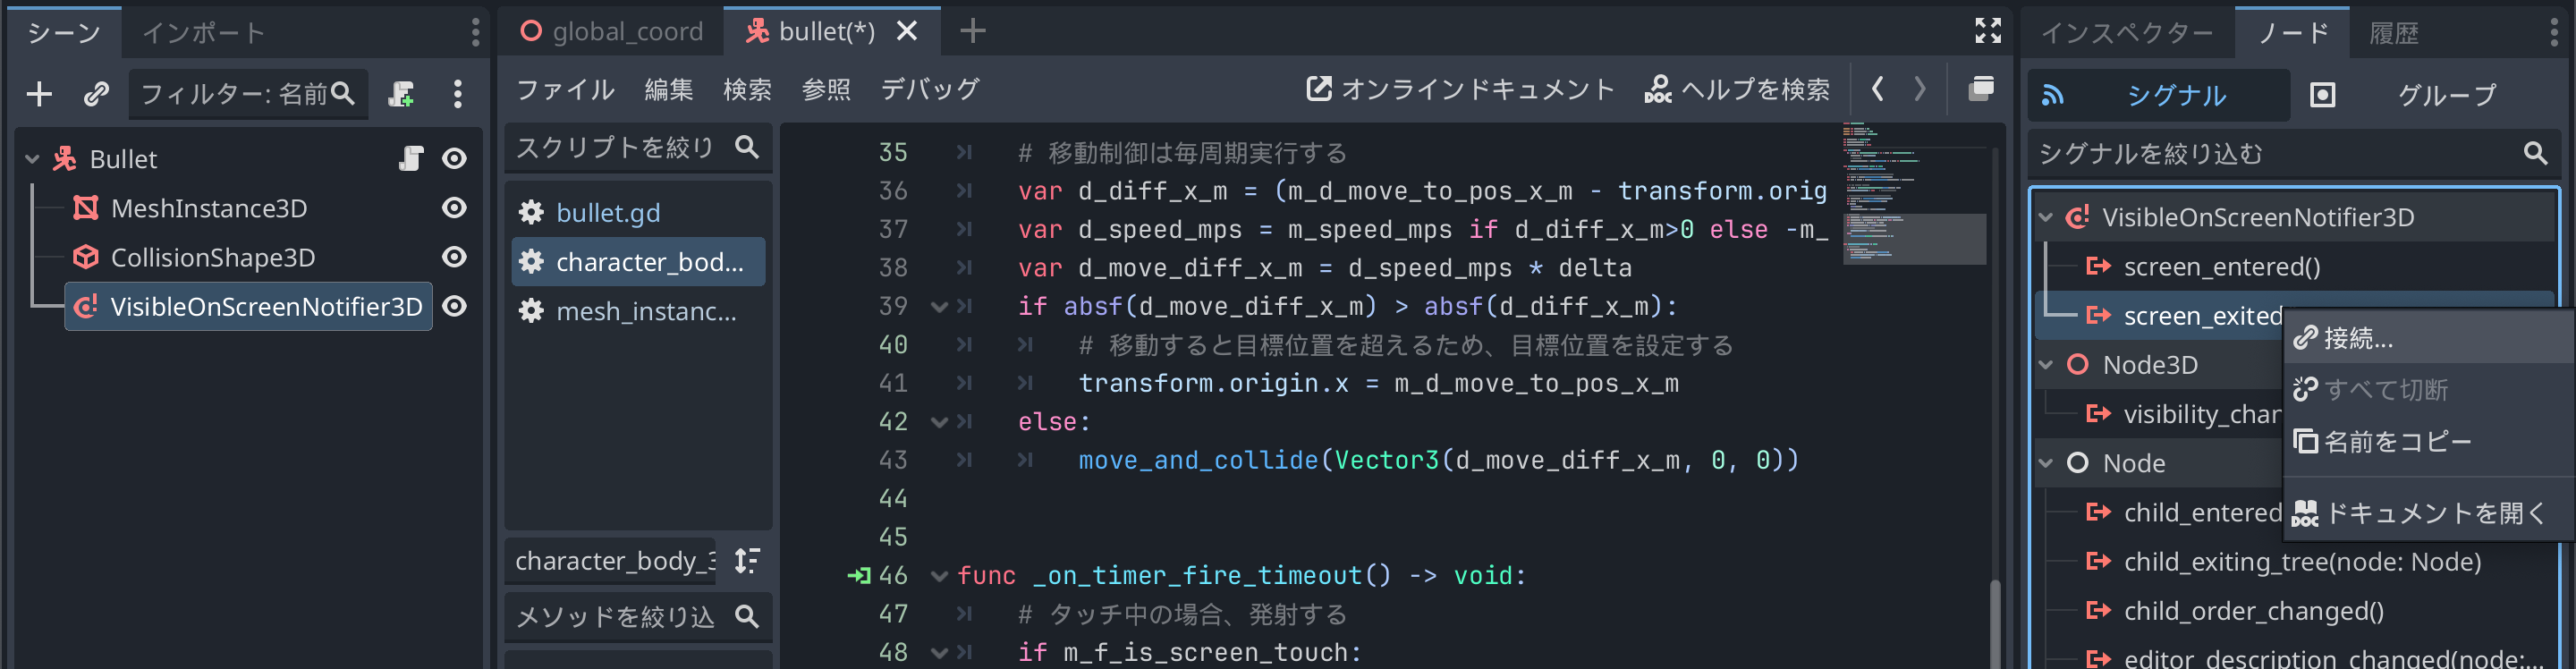 シーン
インポート
フィルター: 名前
Bullet
MeshInstance3D
CollisionShape3D
VisibleOnScreenNotifier3D
global_coord
bullet(*)
ファイル 編集 検索 参照 デバッグ
オンラインドキュメント
ヘルプを検索
スクリプトを絞り
bullet.gd
character_bod...
mesh_instanc...
character_body_3
メソッドを絞り込
35 # 移動制御は毎周期実行する
36 var d_diff_x_m = (m_d_move_to_pos_x_m - transform.orig
37 var d_speed_mps = m_speed_mps if d_diff_x_m>0 else -m_
38 var d_move_diff_x_m = d_speed_mps * delta
39 if absf(d_move_diff_x_m) > absf(d_diff_x_m):
40 # 移動すると目標位置を超えるため、目標位置を設定する
41 transform.origin.x = m_d_move_to_pos_x_m
42 else:
43 move_and_collide(Vector3(d_move_diff_x_m, 0, 0))
44
45
46 func _on_timer_fire_timeout() -> void:
47 # タッチ中の場合、発射する
48 if m_f_is_screen_touch:
インスペクター
ノード
履歴
シグナル
グループ
シグナルを絞り込む
VisibleOnScreenNotifier3D
screen_entered()
screen_exited
Node3D
visibility_chan
Node
child_entered
child_exiting_tree(node: Node)
child_order_changed()
editor_description_changed(node:...
接続...
すべて切断
名前をコピー
DOC ドキュメントを開く